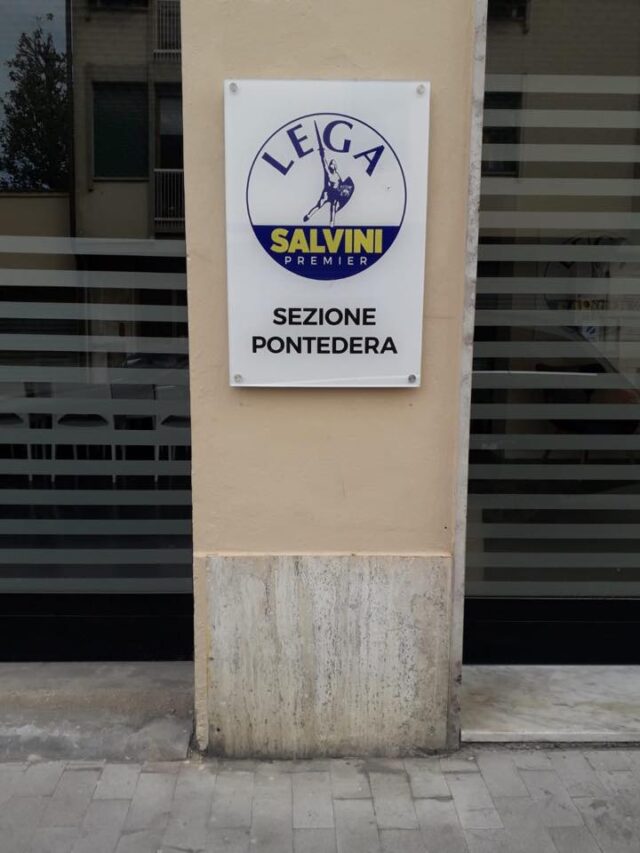 LEGA
SALVINI
PREMIER
SEZIONE
PONTEDERA